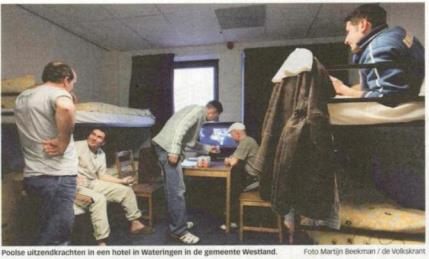 Poolse uitzendkrachten in een hotel in Wateringen in de gemeente Westland. Foto Martijn Beekman / de Volkskrant